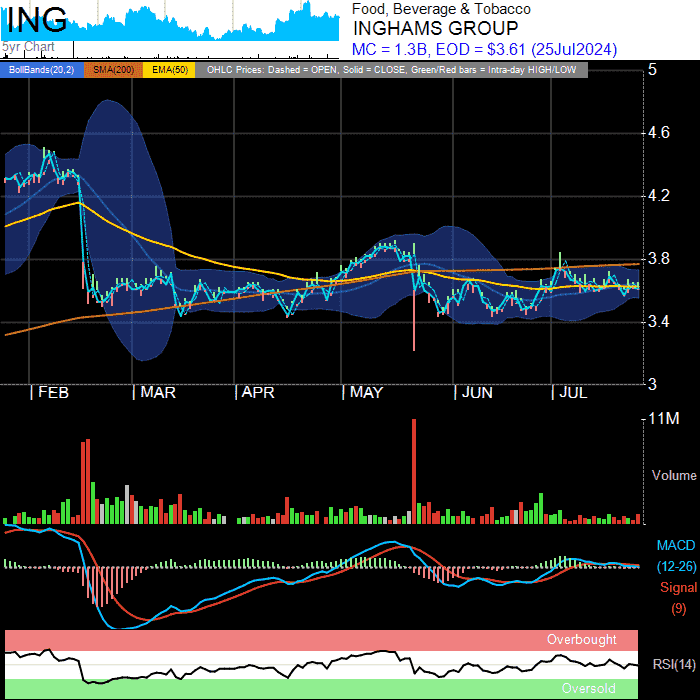 ING
5yr Chart
Food, Beverage & Tobacco
INGHAMS GROUP
MC = 1.3B, EOD = $3.61 (25Jul2024)
BollBands(20,2) SMA(200) EMA(50) OHLC Prices: Dashed = OPEN, Solid = CLOSE, Green/Red bars = Intra-day HIGH/LOW
5
4.6
4.2
3.8
3.4
3
FEB MAR APR MAY JUN JUL
11M
Volume
MACD
(12-26)
Signal
(9)
Overbought
RSI(14)
Oversold